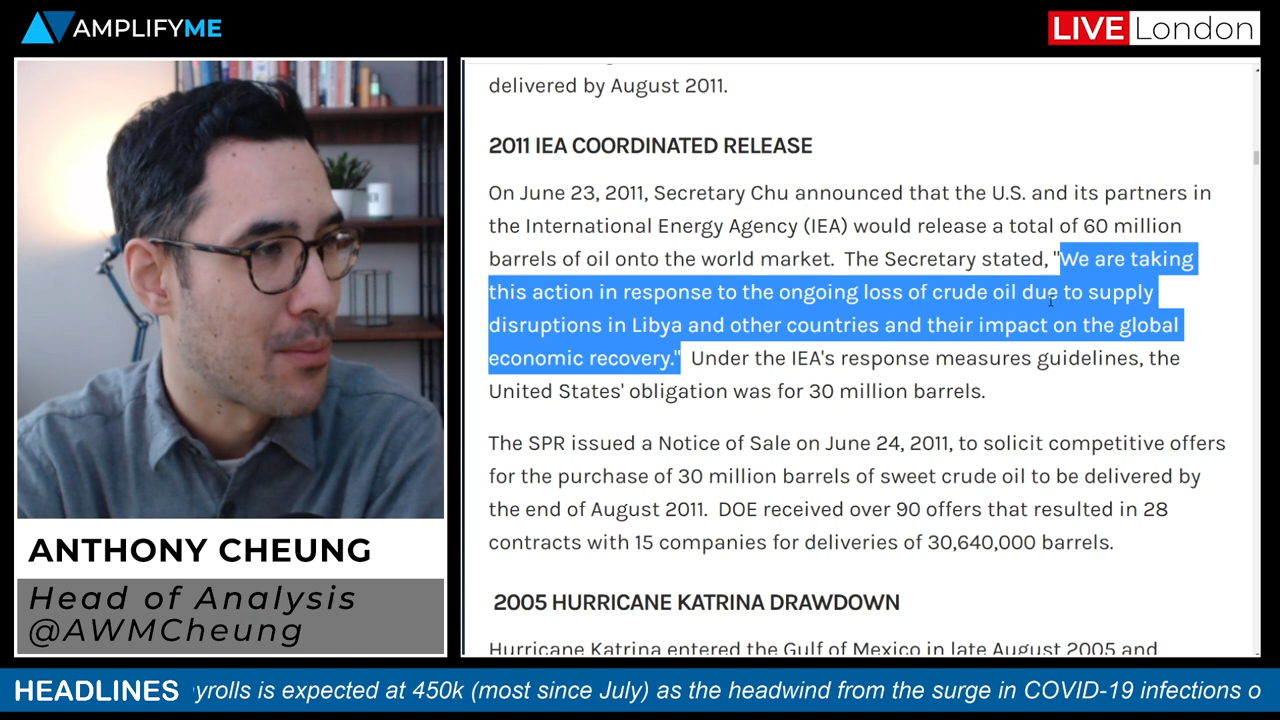 AMPLIFYME
LIVE London
delivered by August 2011.
2011 IEA COORDINATED RELEASE
On June 23, 2011, Secretary Chu announced that the U.S. and its partners in
the International Energy Agency (IEA) would release a total of 60 million
barrels of oil onto the world market.  The Secretary stated, "We are taking
this action in response to the ongoing loss of crude oil due to supply
disruptions in Libya and other countries and their impact on the global
economic recovery."  Under the IEA's response measures guidelines, the
United States' obligation was for 30 million barrels.
The SPR issued a Notice of Sale on June 24, 2011, to solicit competitive offers
for the purchase of 30 million barrels of sweet crude oil to be delivered by
the end of August 2011.  DOE received over 90 offers that resulted in 28
contracts with 15 companies for deliveries of 30,640,000 barrels.
2005 HURRICANE KATRINA DRAWDOWN
Hurricane Katrina entered the Gulf of Mexico in late August 2005 and
ANTHONY CHEUNG
Head of Analysis
@AWMCheung
HEADLINES yrolls is expected at 450k (most since July) as the headwind from the surge in COVID-19 infections o